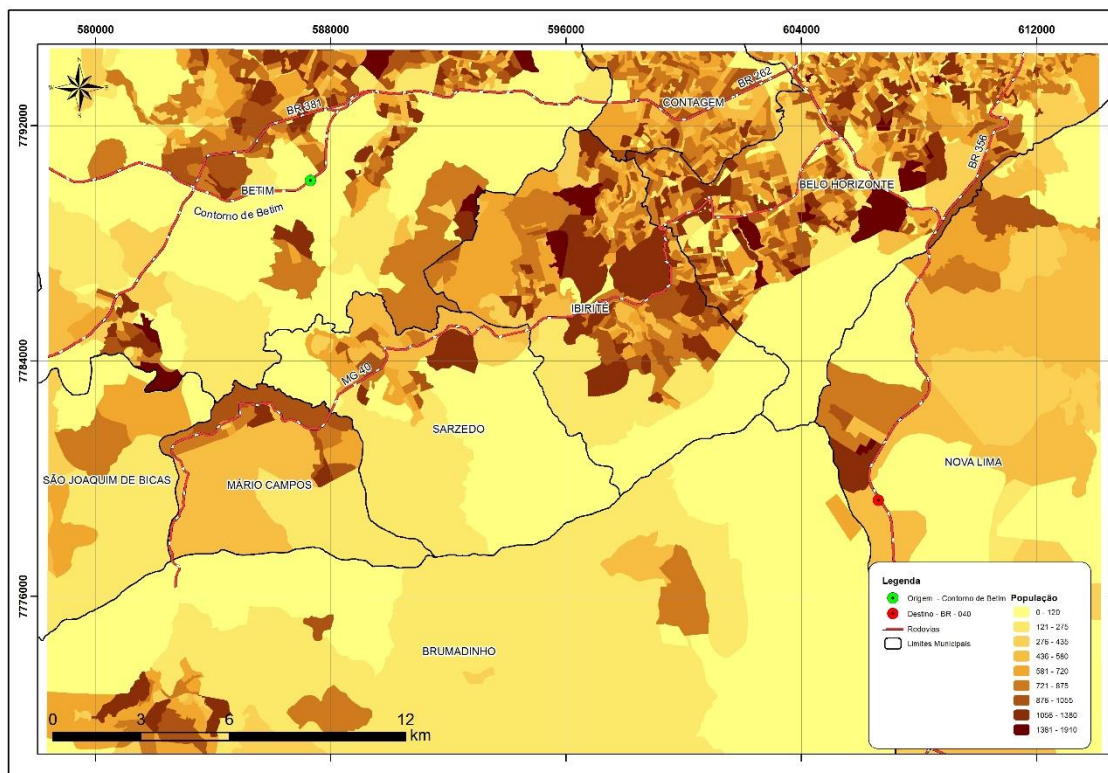 580000 588000 596000 604000 612000
7792000
7784000
7776000
N
BR 381
BR 262
CONTAGEM
BR 356
BETIM
Contorno de Betim
BELO HORIZONTE
IBIRITÉ
MG 40
SARZEDO
NOVA LIMA
SÃO JOAQUIM DE BICAS
MÁRIO CAMPOS
BRUMADINHO
0 3 6 12
km
Legenda
Origem - Contorno de Betim
Destino - BR - 040
Rodovias
Limites Municipais
População
0 - 120
121 - 275
276 - 435
436 - 580
581 - 720
721 - 875
876 - 1055
1056 - 1380
1381 - 1910